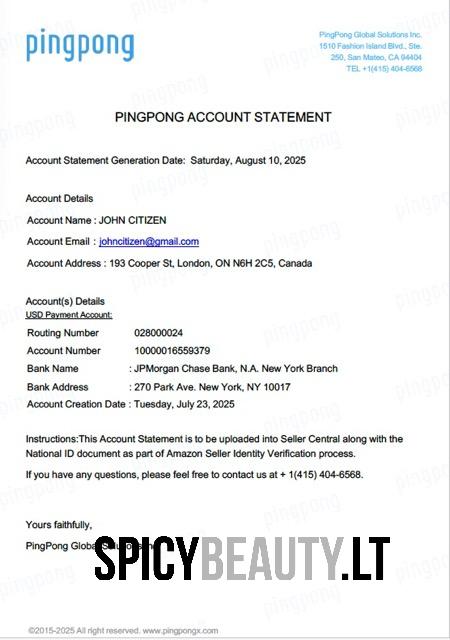 pingpong
PingPong Global Solutions Inc.
1510 Fashion Island Blvd., Ste.
250, San Mateo, CA 94404
TEL +1(415) 404-6568
PINGPONG ACCOUNT STATEMENT
Account Statement Generation Date: Saturday, August 10, 2025
Account Details
Account Name : JOHN CITIZEN
Account Email : johncitizen@gmail.com
Account Address : 193 Cooper St, London, ON N6H 2C5, Canada
Account(s) Details
USD Payment Account:
Routing Number 028000024
Account Number 10000016559379
Bank Name : JPMorgan Chase Bank, N.A. New York Branch
Bank Address : 270 Park Ave. New York, NY 10017
Account Creation Date : Tuesday, July 23, 2025
Instructions:This Account Statement is to be uploaded into Seller Central along with the
National ID document as part of Amazon Seller Identity Verification process.
If you have any questions, please feel free to contact us at + 1(415) 404-6568.
Yours faithfully,
PingPong Global Solutions Inc
SPICYBEAUTY.LT
©2015-2025 All right reserved. www.pingpongx.com